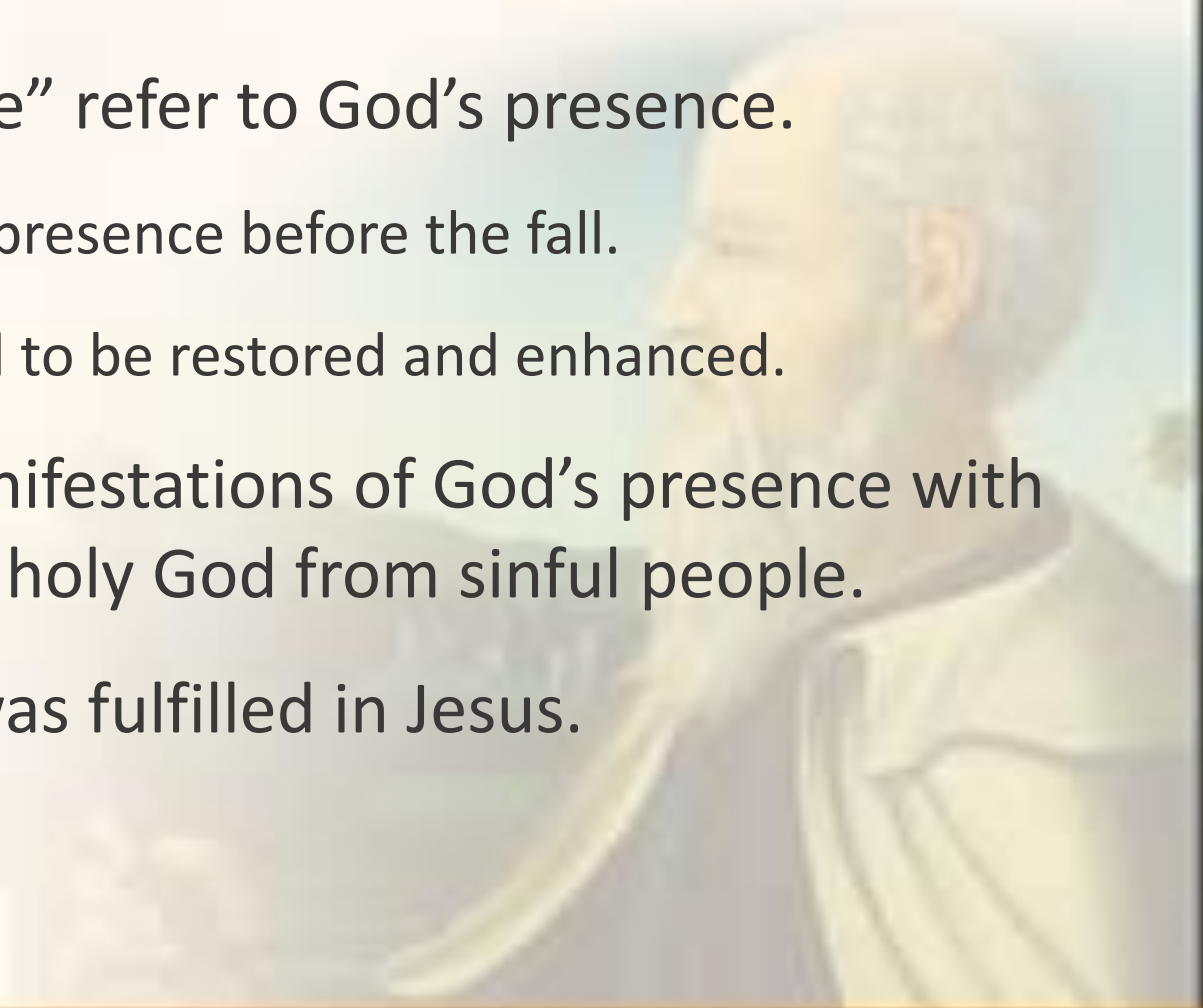 e” refer to God’s presence.
presence before the fall.
to be restored and enhanced.
nifestations of God’s presence with
holy God from sinful people.
was fulfilled in Jesus.